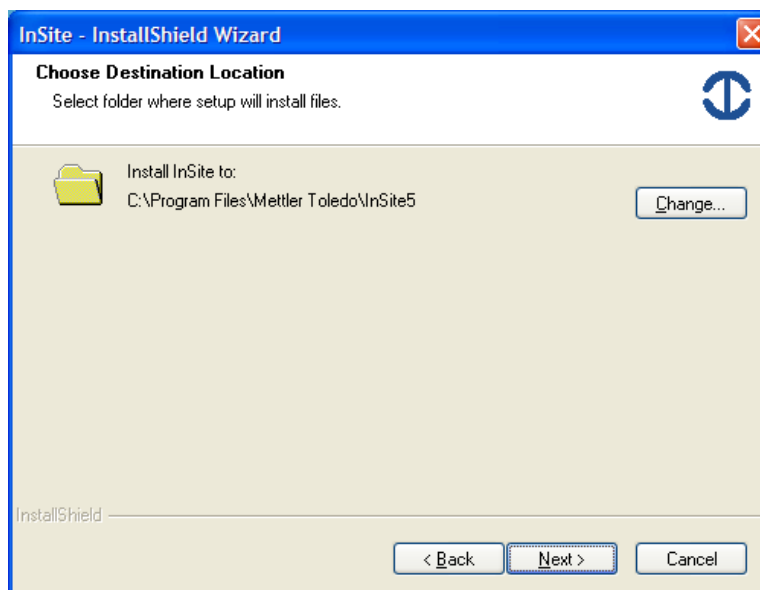 InSite - InstallShield Wizard
Choose Destination Location
Select folder where setup will install files.
Install InSite to:
C:\Program Files\Mettler Toledo\InSite5
Change...
InstallShield
< Back
Next >
Cancel